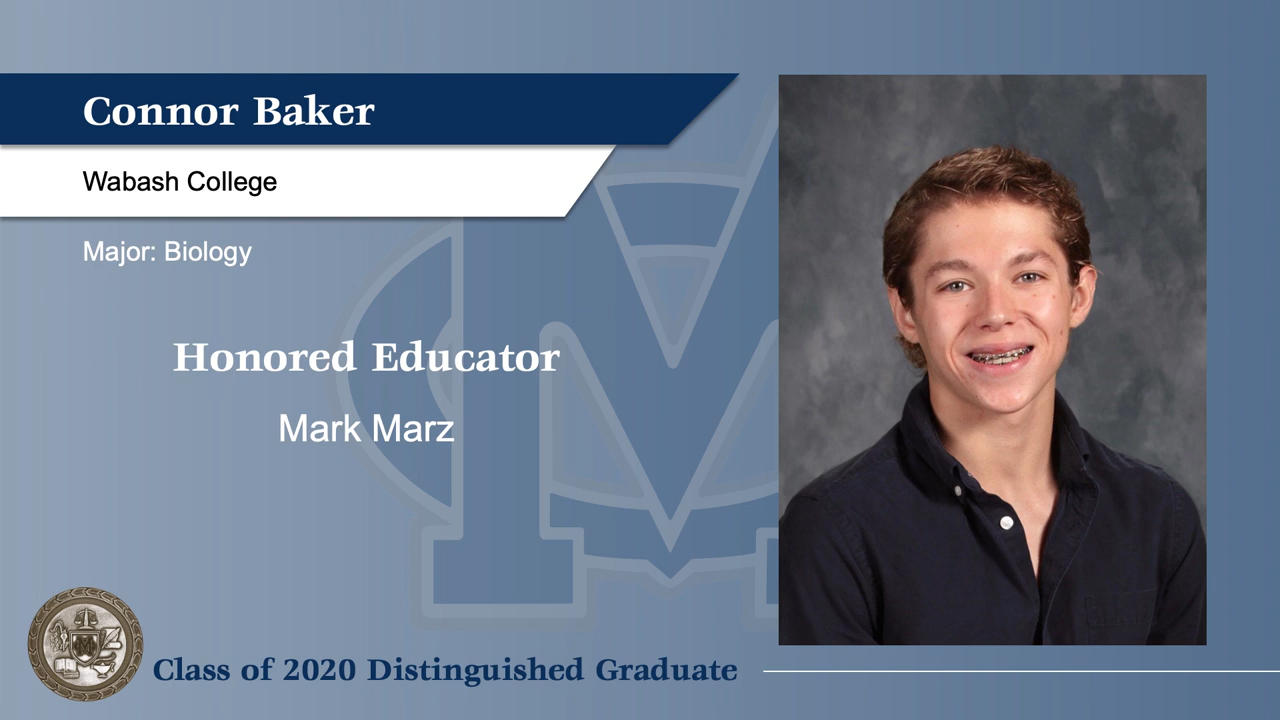 Connor Baker
Wabash College
Major: Biology
Honored Educator
Mark Marz
Class of 2020 Distinguished Graduate